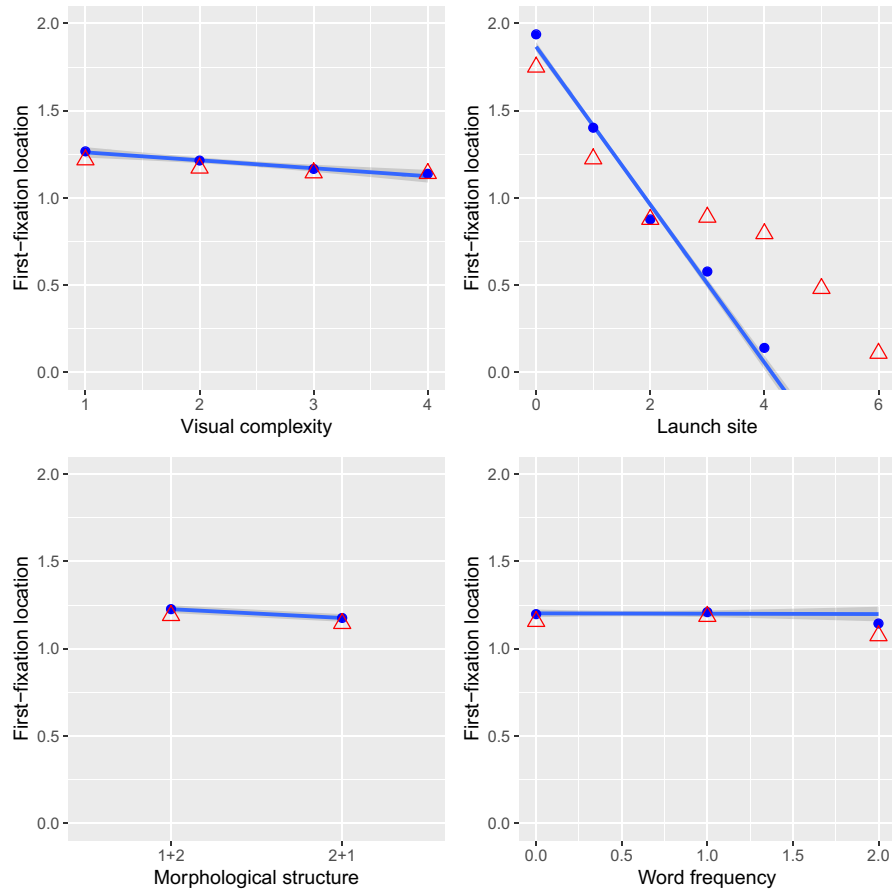 2.0
1.5
1.0
0.5
0.0
First−fixation location
1 2 3 4
Visual complexity
2.0
1.5
1.0
0.5
0.0
First−fixation location
0 2 4 6
Launch site
2.0
1.5
1.0
0.5
0.0
First−fixation location
1+2 2+1
Morphological structure
2.0
1.5
1.0
0.5
0.0
First−fixation location
0.0 0.5 1.0 1.5 2.0
Word frequency